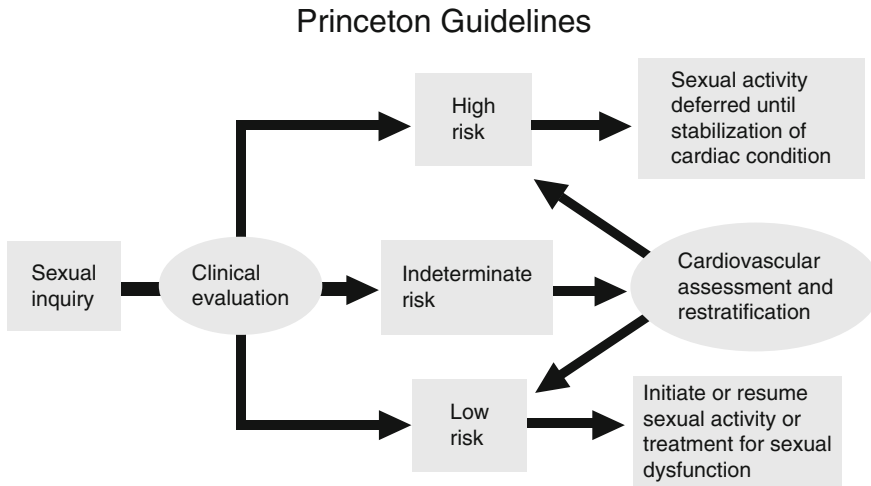 Princeton Guidelines
High
risk
Sexual activity
deferred until
stabilization of
cardiac condition
Sexual
inquiry
Clinical
evaluation
Indeterminate
risk
Cardiovascular
assessment and
restratification
Low
risk
Initiate or resume
sexual activity or
treatment for sexual
dysfunction